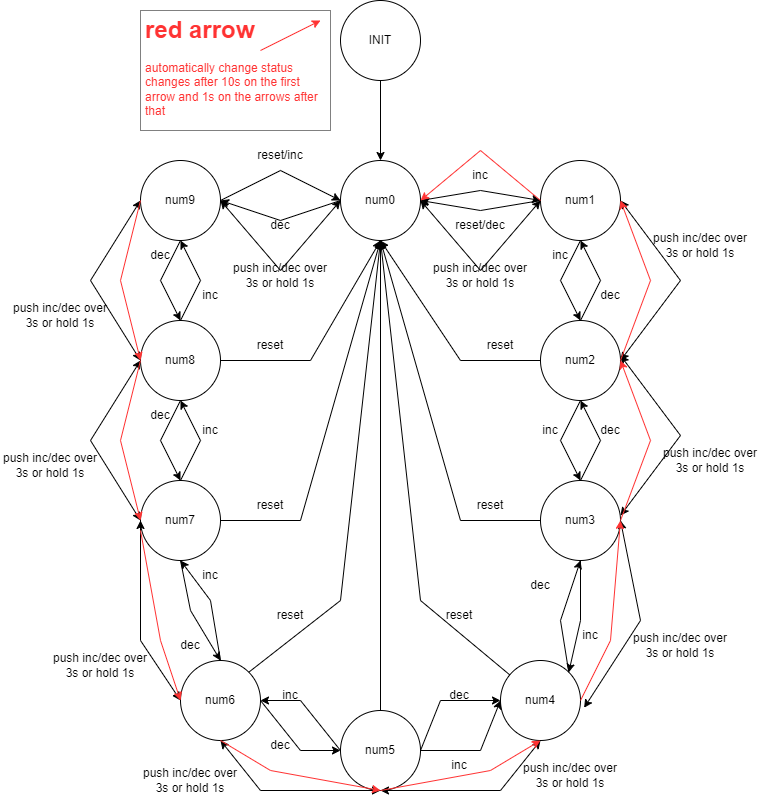 red arrow
automatically change status
changes after 10s on the first
arrow and 1s on the arrows after
that
INIT
reset/inc
inc
num9
num0
num1
dec
reset/dec
push inc/dec over
3s or hold 1s
push inc/dec over
3s or hold 1s
push inc/dec over
3s or hold 1s
dec
inc
inc
dec
push inc/dec over
3s or hold 1s
num8
reset
reset
num2
dec
inc
inc
dec
push inc/dec over
3s or hold 1s
push inc/dec over
3s or hold 1s
num7
reset
reset
num3
inc
dec
dec
inc
reset
reset
push inc/dec over
3s or hold 1s
push inc/dec over
3s or hold 1s
num6
inc
dec
num4
dec
num5
inc
push inc/dec over
3s or hold 1s
push inc/dec over
3s or hold 1s